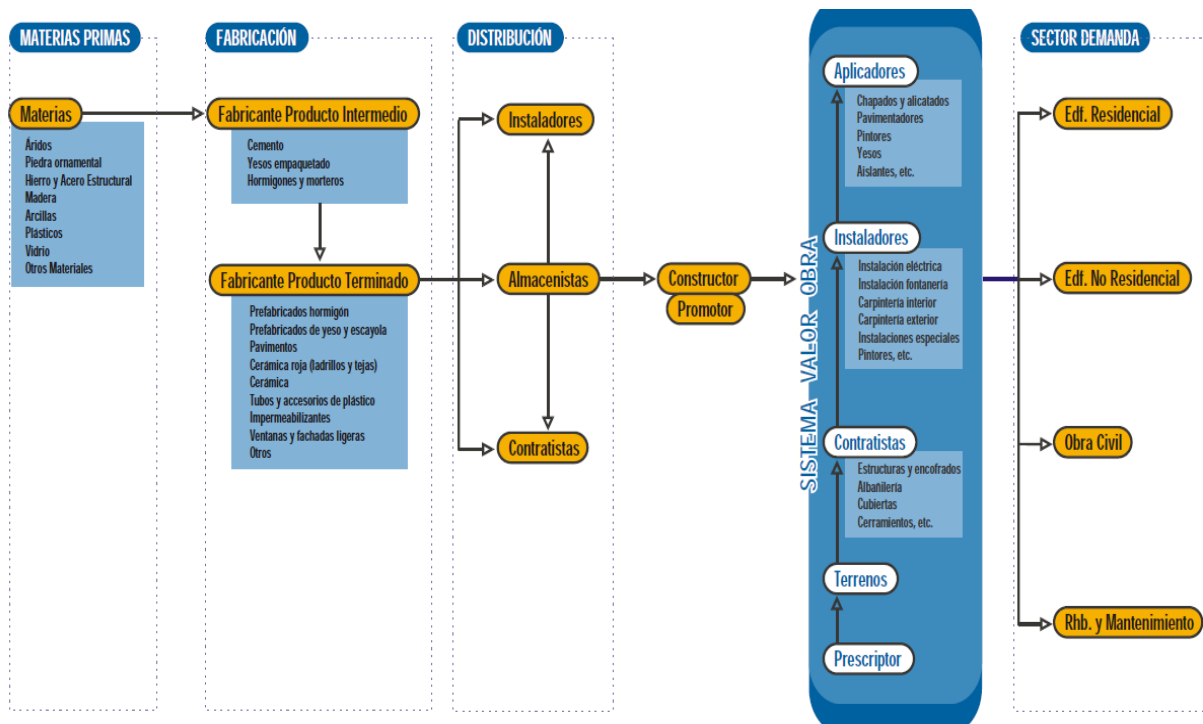 MATERIAS PRIMAS
Materias
Áridos
Piedra ornamental
Hierro y Acero Estructural
Madera
Arcillas
Plásticos
Vidrio
Otros Materiales
FABRICACIÓN
Fabricante Producto Intermedio
Cemento
Yesos empaquetado
Hormigones y morteros
Fabricante Producto Terminado
Prefabricados hormigón
Prefabricados de yeso y escayola
Pavimentos
Cerámica roja (ladrillos y tejas)
Cerámica
Tubos y accesorios de plástico
Impermeabilizantes
Ventanas y fachadas ligeras
Otros
DISTRIBUCIÓN
Instaladores
Almacenistas
Contratistas
Constructor
Promotor
SISTEMA VALOR OBRA
Aplicadores
Chapados y alicatados
Pavimentadores
Pintores
Yesos
Aislantes, etc.
Instaladores
Instalación eléctrica
Instalación fontanería
Carpintería interior
Carpintería exterior
Instalaciones especiales
Pintores, etc.
Contratistas
Estructuras y encofrados
Albañilería
Cubiertas
Cerramientos, etc.
Terrenos
Prescriptor
SECTOR DEMANDA
Edf. Residencial
Edf. No Residencial
Obra Civil
Rhb. y Mantenimiento